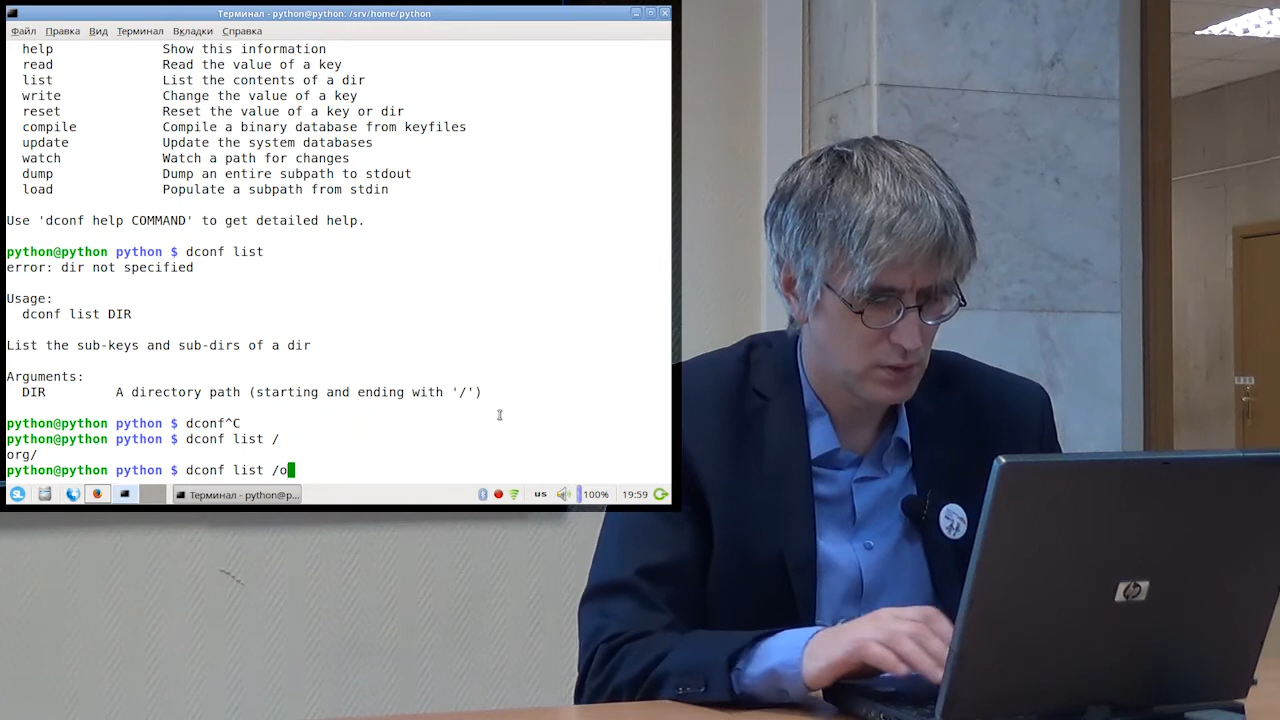 Терминал - python@python: /srv/home/python
Файл Правка Вид Терминал Вкладки Справка
help Show this information
read Read the value of a key
list List the contents of a dir
write Change the value of a key
reset Reset the value of a key or dir
compile Compile a binary database from keyfiles
update Update the system databases
watch Watch a path for changes
dump Dump an entire subpath to stdout
load Populate a subpath from stdin
Use 'dconf help COMMAND' to get detailed help.
python@python python $ dconf list
error: dir not specified
Usage:
dconf list DIR
List the sub-keys and sub-dirs of a dir
Arguments:
DIR A directory path (starting and ending with '/')
python@python python $ dconf^C
python@python python $ dconf list /
org/
python@python python $ dconf list /o
Терминал - python@p... us 100% 19:59
hp